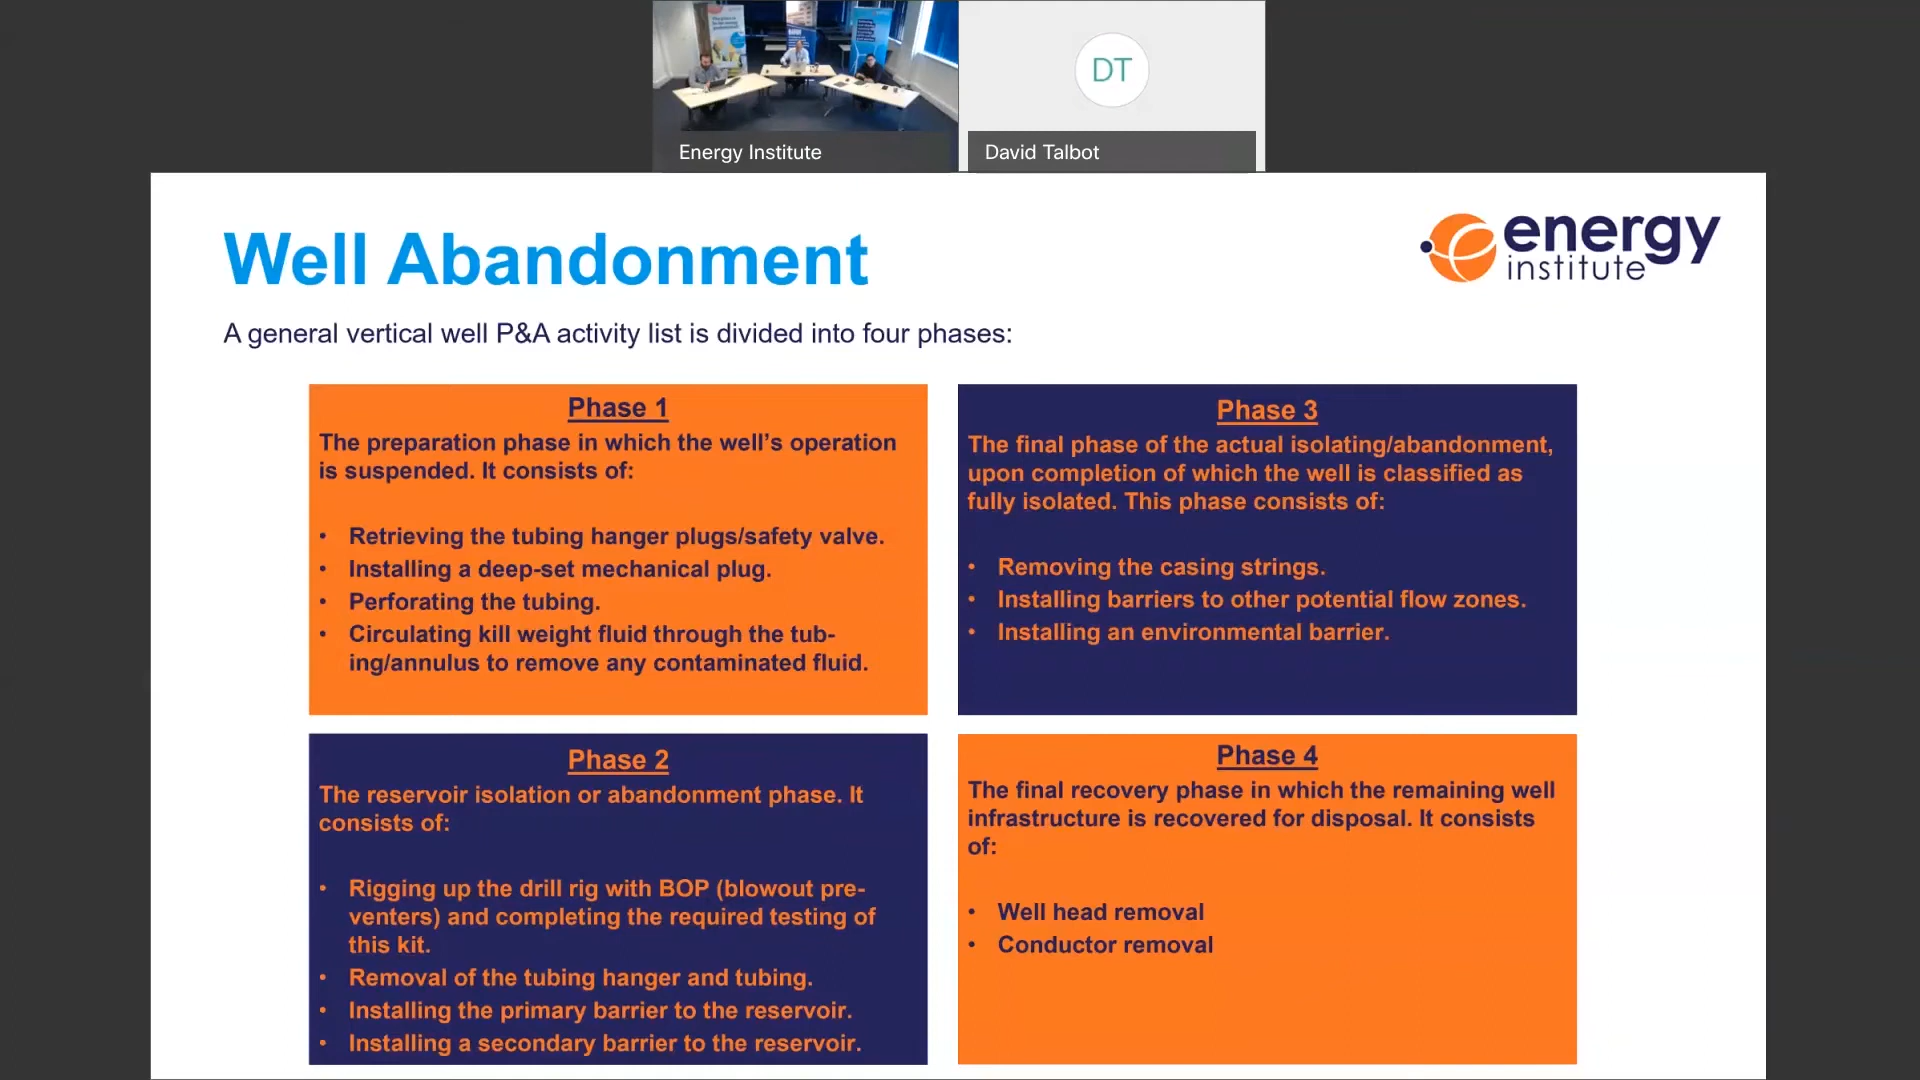 DT
Energy Institute
David Talbot
Well Abandonment
energy
institute
A general vertical well P&A activity list is divided into four phases:
Phase 1
The preparation phase in which the well’s operation
is suspended. It consists of:
• Retrieving the tubing hanger plugs/safety valve.
• Installing a deep-set mechanical plug.
• Perforating the tubing.
• Circulating kill weight fluid through the tub-
ing/annulus to remove any contaminated fluid.
Phase 2
The reservoir isolation or abandonment phase. It
consists of:
• Rigging up the drill rig with BOP (blowout pre-
venters) and completing the required testing of
this kit.
• Removal of the tubing hanger and tubing.
• Installing the primary barrier to the reservoir.
• Installing a secondary barrier to the reservoir.
Phase 3
The final phase of the actual isolating/abandonment,
upon completion of which the well is classified as
fully isolated. This phase consists of:
• Removing the casing strings.
• Installing barriers to other potential flow zones.
• Installing an environmental barrier.
Phase 4
The final recovery phase in which the remaining well
infrastructure is recovered for disposal. It consists
of:
• Well head removal
• Conductor removal